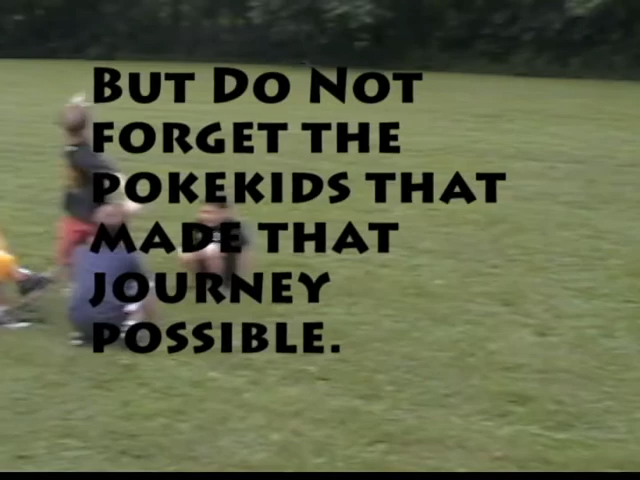 But Do Not
forget the
pokekids that
made that
journey
possible.